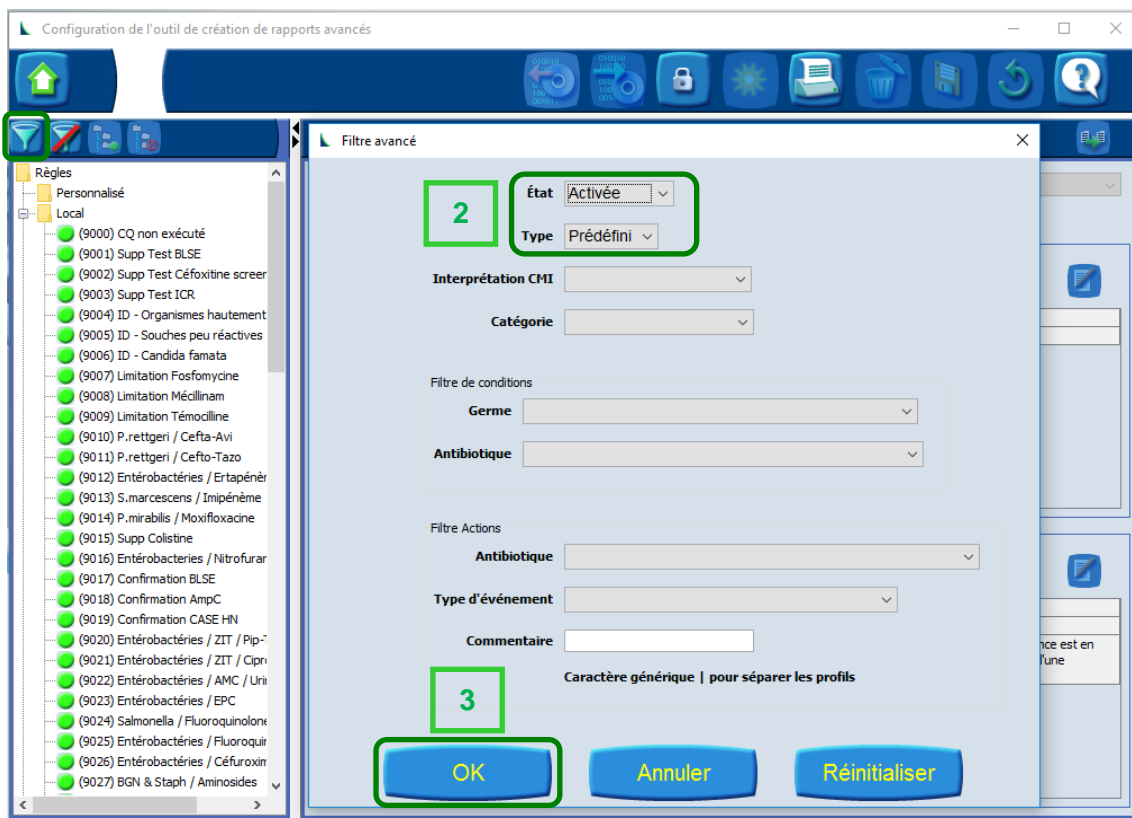 Configuration de l'outil de création de rapports avancés
Filtre avancé
Règles
Personnalisé
Local
(9000) CQ non exécuté
(9001) Supp Test BLSE
(9002) Supp Test Céfoxitine screer
(9003) Supp Test ICR
(9004) ID - Organismes hautement
(9005) ID - Souches peu réactives
(9006) ID - Candida famata
(9007) Limitation Fosfomycine
(9008) Limitation Mécillinam
(9009) Limitation Témocilline
(9010) P.rettgeri / Cefta-Avi
(9011) P.rettgeri / Cefto-Tazo
(9012) Entérobactéries / Ertapénèr
(9013) S.marcescens / Imipénème
(9014) P.mirabilis / Moxifloxacine
(9015) Supp Colistine
(9016) Entérobacteries / Nitrofurar
(9017) Confirmation BLSE
(9018) Confirmation AmpC
(9019) Confirmation CASE HN
(9020) Entérobactéries / ZIT / Pip-T
(9021) Entérobactéries / ZIT / Cipro
(9022) Entérobactéries / AMC / Urir
(9023) Entérobactéries / EPC
(9024) Salmonella / Fluoroquinolone
(9025) Entérobactéries / Fluoroquir
(9026) Entérobactéries / Céfuroxim
(9027) BGN & Staph / Aminosides
2
État Activée
Type Prédéfini
Interprétation CMI
Catégorie
Filtre de conditions
Germe
Antibiotique
Filtre Actions
Antibiotique
Type d'événement
Commentaire
Caractère générique | pour séparer les profils
3
OK Annuler Réinitialiser
nce est en
l'une